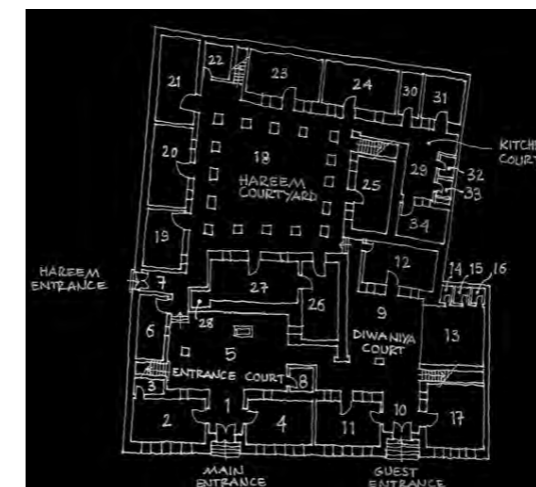 22
23
21
24
30
31
KITCHE
COURT
18
HAREEM
COURTYARD
20
29
32
33
25
34
19
12
HAREEM
ENTRANCE
7
27
26
14 15 16
28
9
DIWANIYA
COURT
13
6
5
ENTRANCE COURT
8
3
2
1
4
11
10
17
MAIN
ENTRANCE
GUEST
ENTRANCE